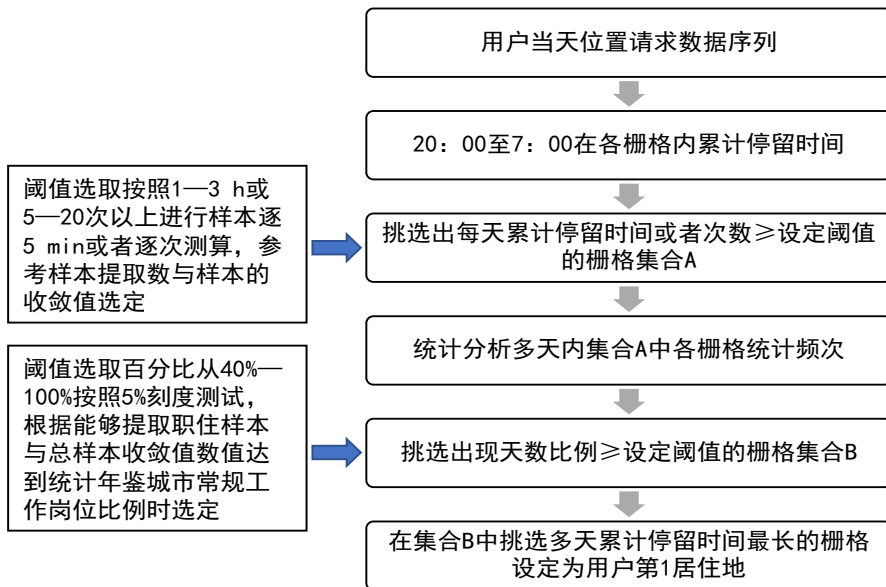 用户当天位置请求数据序列
20：00至7：00在各栅格内累计停留时间
阈值选取按照1—3 h或
5—20次以上进行样本逐
5 min或者逐次测算，参
考样本提取数与样本的
收敛值选定
挑选出每天累计停留时间或者次数≥设定阈值
的栅格集合A
统计分析多天内集合A中各栅格统计频次
阈值选取百分比从40%—
100%按照5%刻度测试，
根据能够提取职住样本
与总样本收敛值数值达
到统计年鉴城市常规工
作岗位比例时选定
挑选出现天数比例≥设定阈值的栅格集合B
在集合B中挑选多天累计停留时间最长的栅格
设定为用户第1居住地